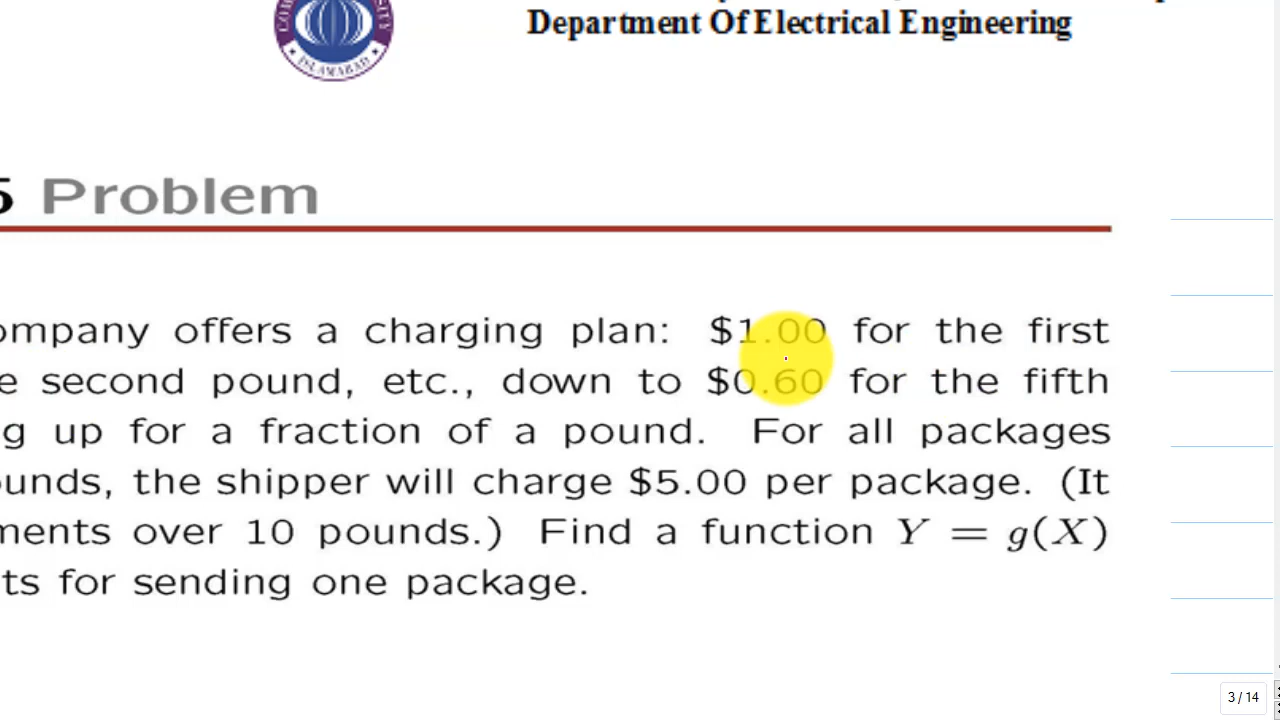 Department Of Electrical Engineering
ISLAMABAD
5 Problem
ompany offers a charging plan: $1.00 for the first
e second pound, etc., down to $0.60 for the fifth
g up for a fraction of a pound. For all packages
ounds, the shipper will charge $5.00 per package. (It
ments over 10 pounds.) Find a function Y = g(X)
ts for sending one package.
3 / 14